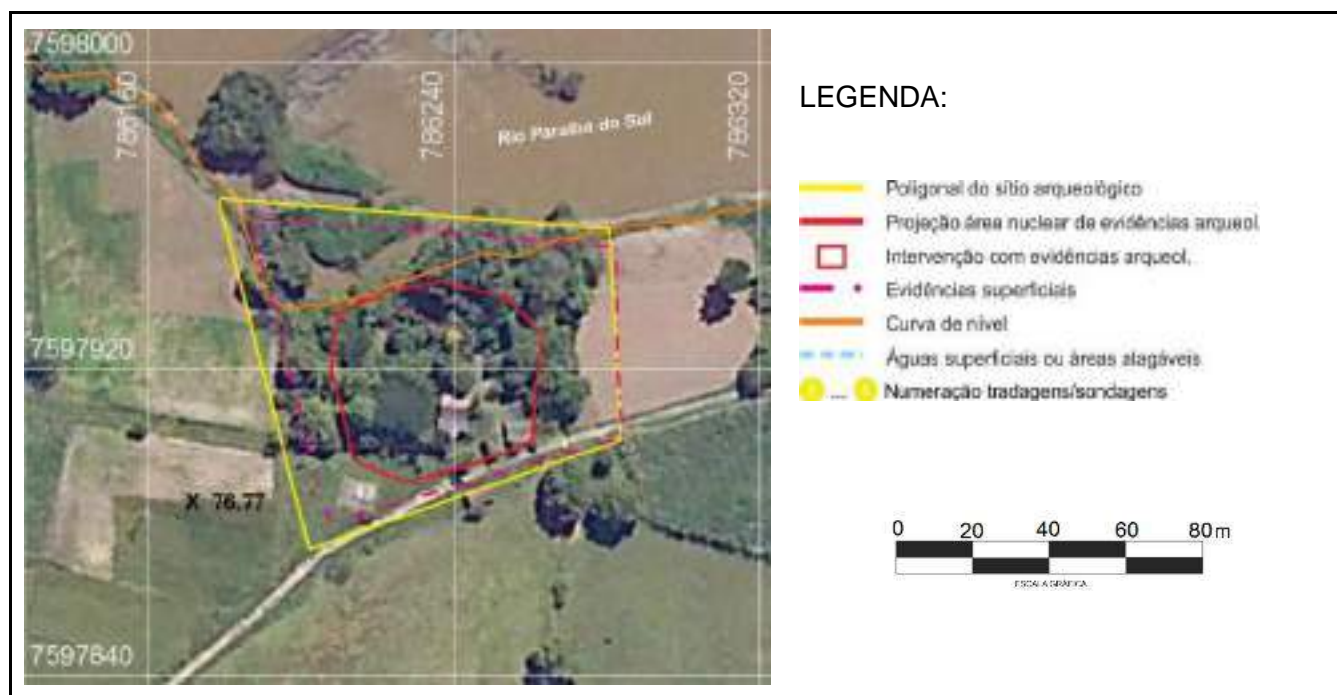 7598000
786160
786240
786320
Rio Paraíba do Sul
7597920
X 76,77
7597840
LEGENDA:
Poligonal do sítio arqueológico
Projeção área nuclear de evidências arqueol.
Intervenção com evidências arqueol.
Evidências superficiais
Curva de nível
Águas superficiais ou áreas alagáveis
... Numeração tradagens/sondagens
0 20 40 60 80m
ESCALA GRÁFICA